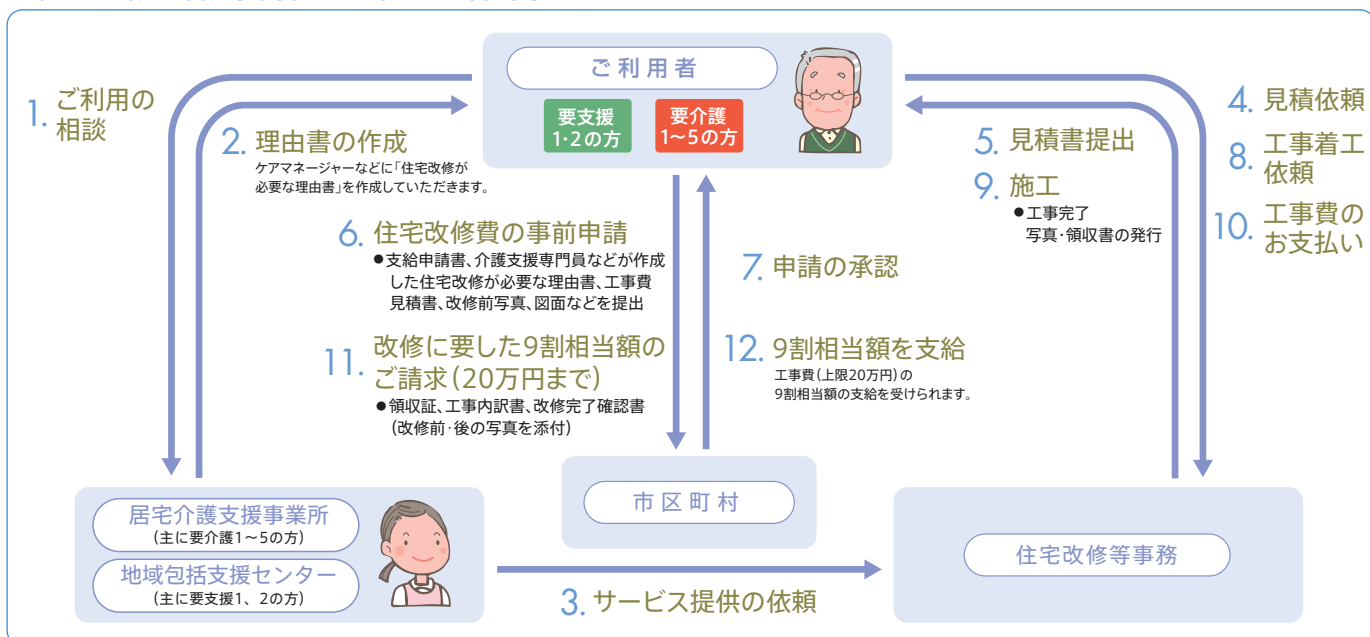 ご利用者
要支援
1・2の方
要介護
1〜5の方
1. ご利用の
相談
2. 理由書の作成
ケアマネージャーなどに「住宅改修が
必要な理由書」を作成していただきます。
4. 見積依頼
8. 工事着工
依頼
10. 工事費の
お支払い
5. 見積書提出
9. 施工
●工事完了
写真・領収書の発行
6. 住宅改修費の事前申請
●支給申請書、介護支援専門員などが作成
した住宅改修が必要な理由書、工事費
見積書、改修前写真、図面などを提出
7. 申請の承認
11. 改修に要した9割相当額の
ご請求(20万円まで)
●領収証、工事内訳書、改修完了確認書
(改修前・後の写真を添付)
12. 9割相当額を支給
工事費(上限20万円)の
9割相当額の支給を受けられます。
市区町村
居宅介護支援事業所
(主に要介護1〜5の方)
地域包括支援センター
(主に要支援1、2の方)
住宅改修等事務
3. サービス提供の依頼